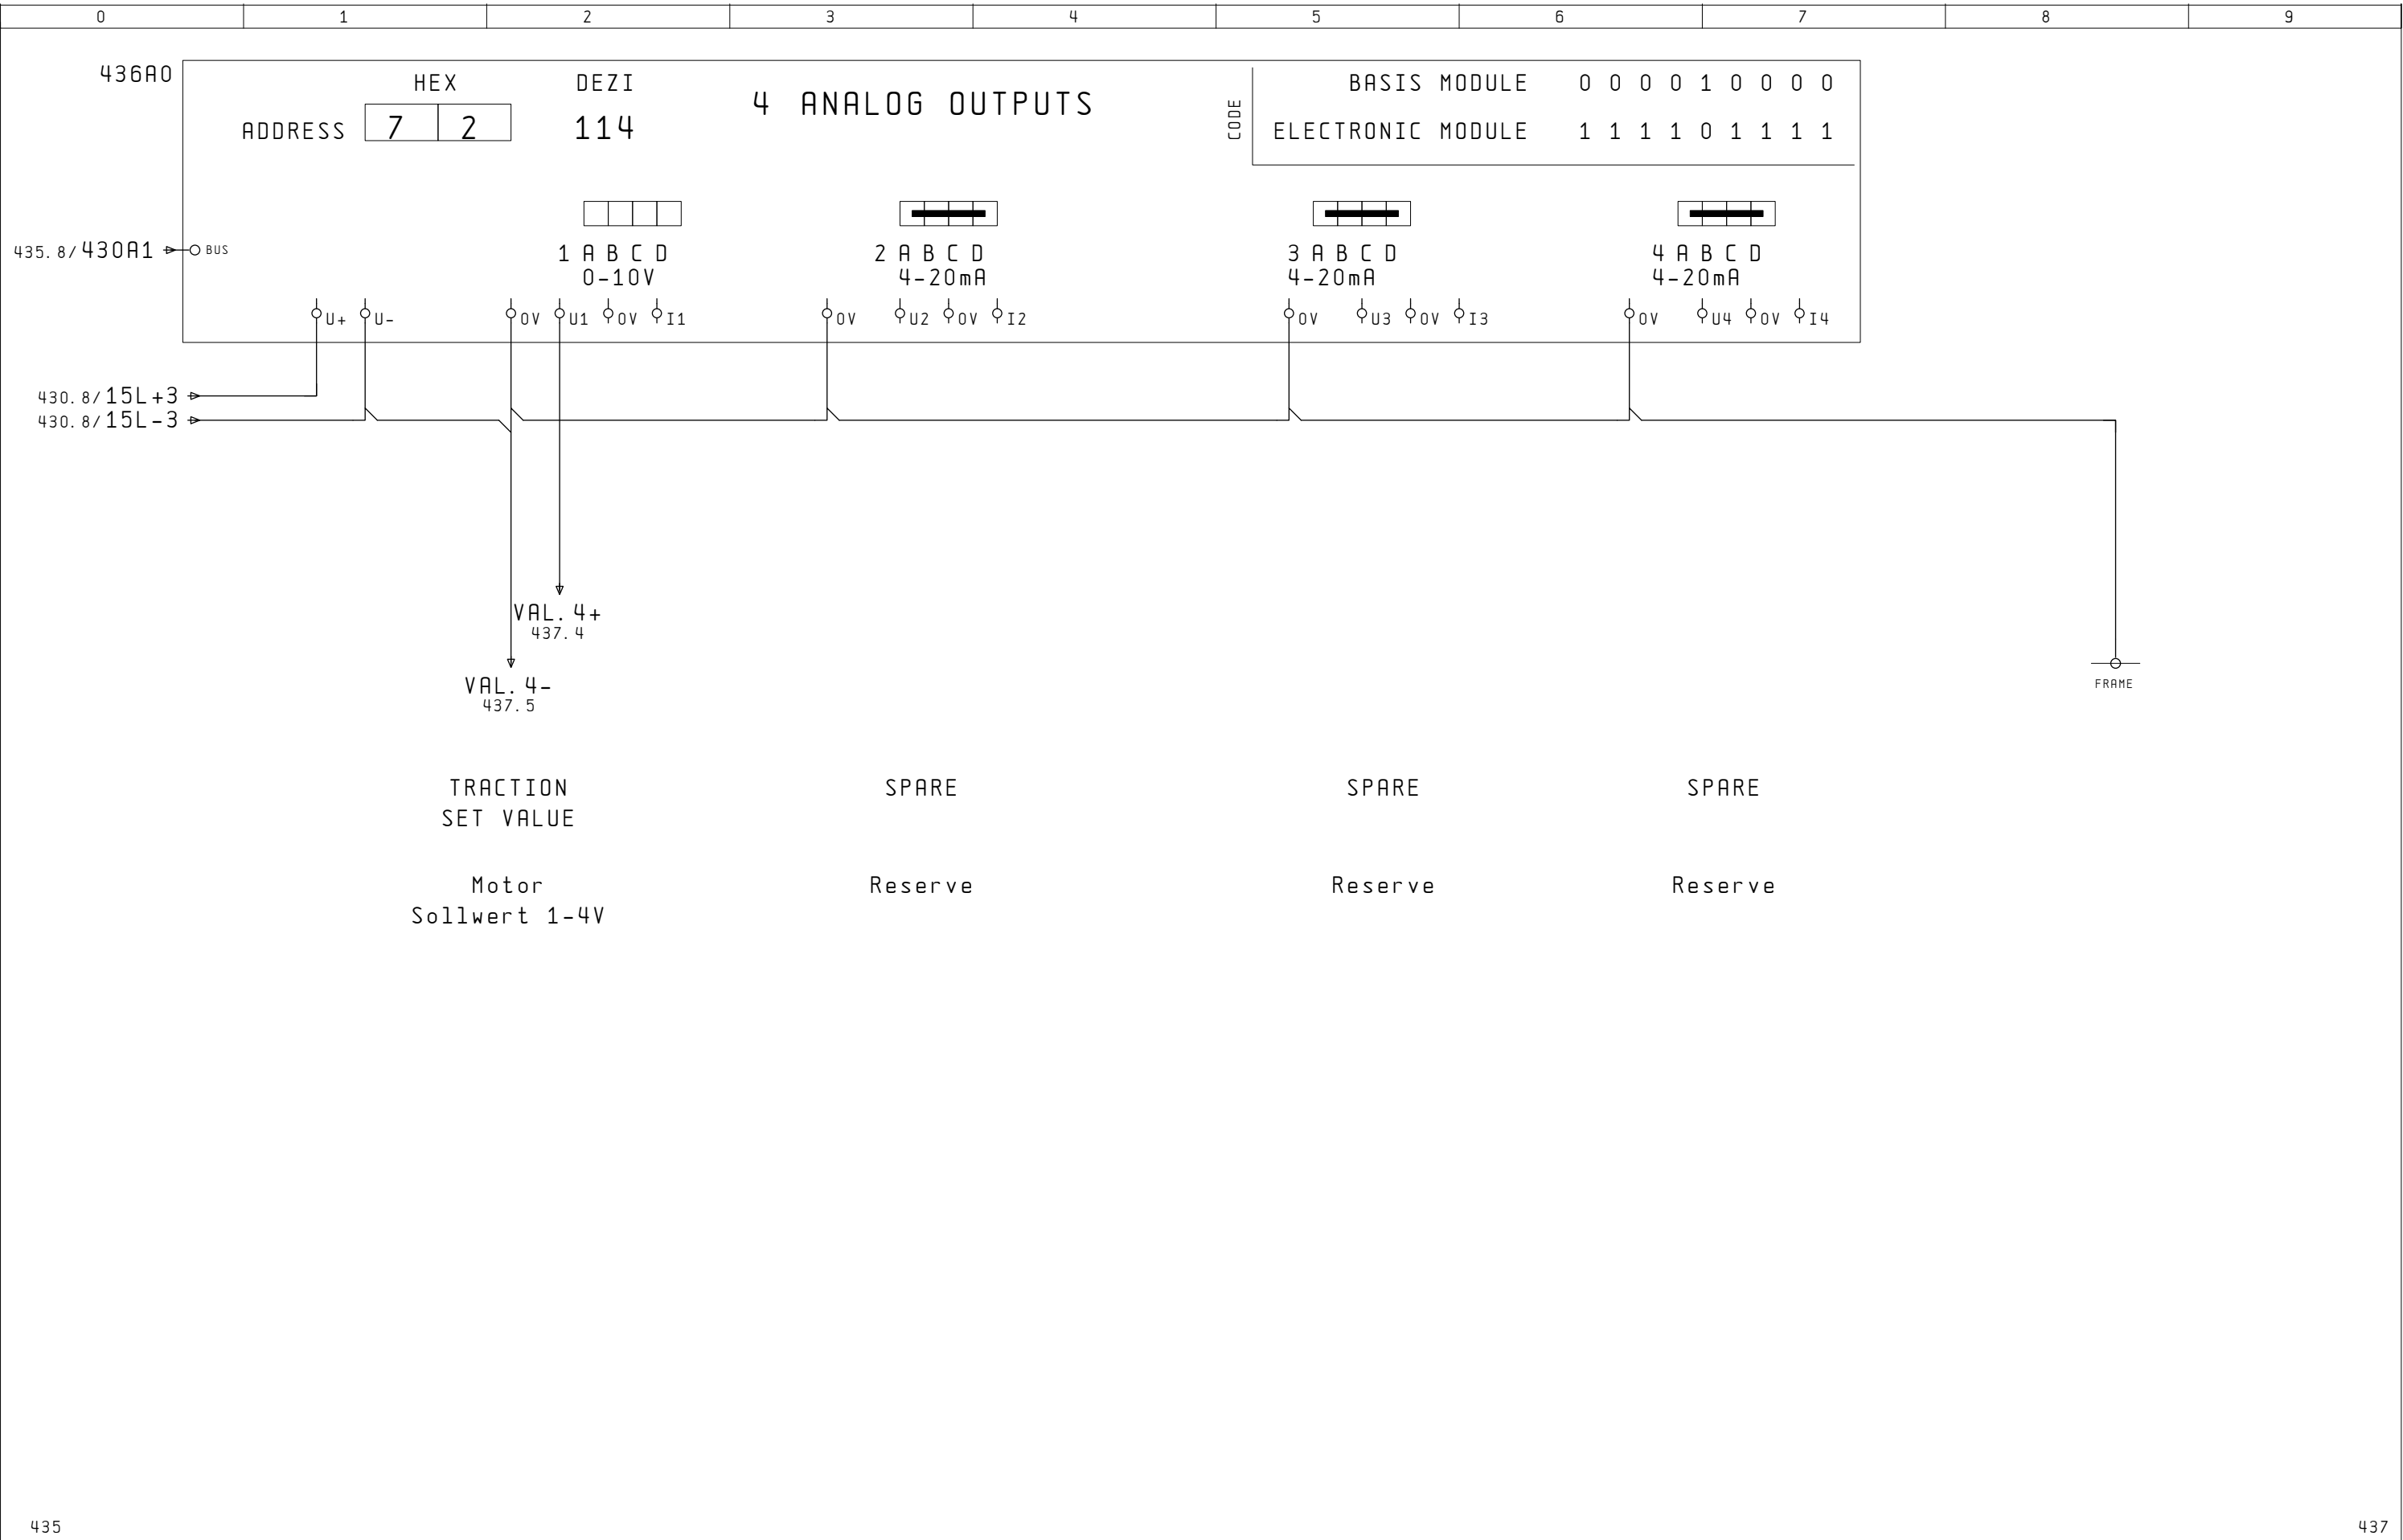 0 1 2 3 4 5 6 7 8 9
436A0
HEX DEZI
4 ANALOG OUTPUTS
ADDRESS 7 2 114
CODE
BASIS MODULE 0 0 0 0 1 0 0 0 0
ELECTRONIC MODULE 1 1 1 1 0 1 1 1 1
435.8/430A1 BUS
1 A B C D 2 A B C D 3 A B C D 4 A B C D
0-10V 4-20mA 4-20mA 4-20mA
U+ U- 0V U1 0V I1 0V U2 0V I2 0V U3 0V I3 0V U4 0V I4
430.8/15L+3
430.8/15L-3
VAL.4+
437.4
VAL.4-
437.5
FRAME
TRACTION SPARE SPARE SPARE
SET VALUE
Motor Reserve Reserve Reserve
Sollwert 1-4V
435 437